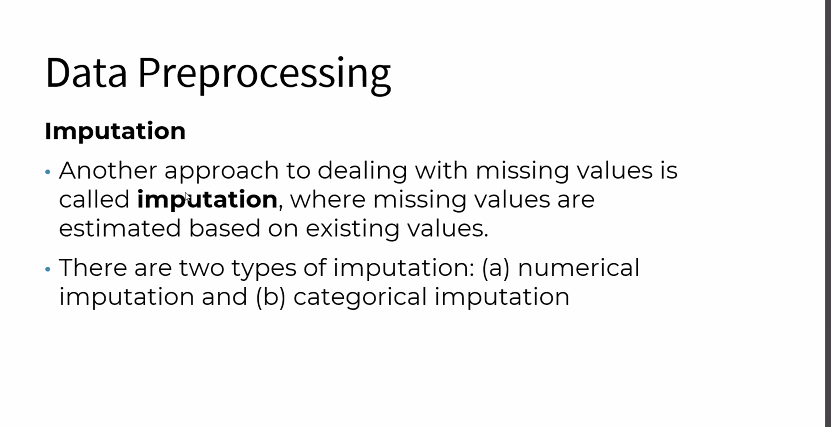 Data Preprocessing
Imputation
• Another approach to dealing with missing values is
called imputation, where missing values are
estimated based on existing values.
• There are two types of imputation: (a) numerical
imputation and (b) categorical imputation